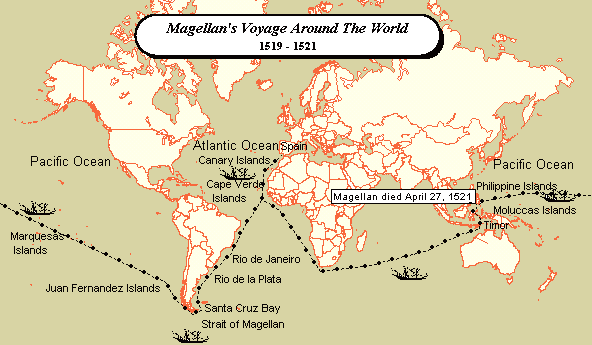 Magellan's Voyage Around The World
1519 - 1521
Atlantic Ocean
Spain
Pacific Ocean
Canary Islands
Pacific Ocean
Cape Verde
Islands
Philippine Islands
Magellan died April 27, 1521
Moluccas Islands
Marquesas
Islands
Timor
Rio de Janeiro
Rio de la Plata
Juan Fernandez Islands
Santa Cruz Bay
Strait of Magellan